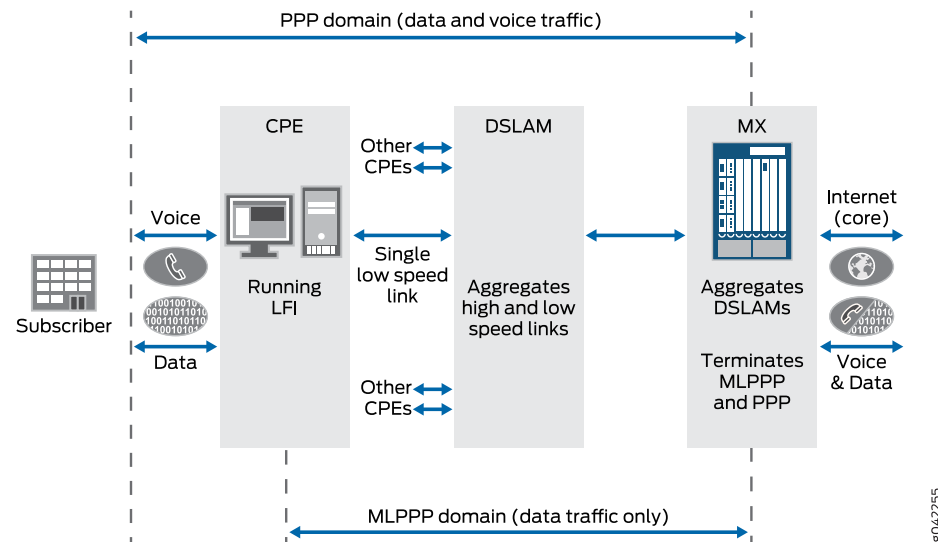 PPP domain (data and voice traffic)
CPE
DSLAM
MX
Other
CPEs
Voice
Internet
(core)
Single
low speed
link
Running
LFI
Aggregates
high and low
speed links
Aggregates
DSLAMs
Subscriber
Data
Terminates
MLPPP
and PPP
Voice
& Data
Other
CPEs
MLPPP domain (data traffic only)
g042255